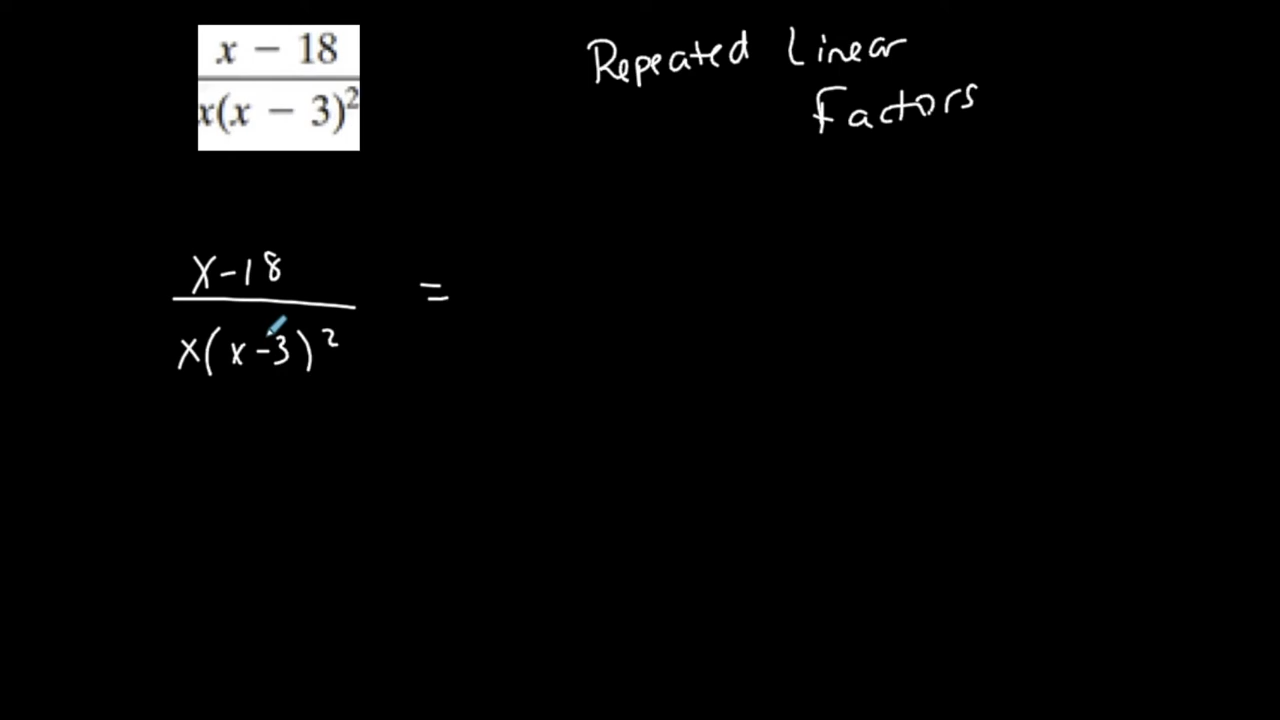 x − 18
x(x − 3)²
Repeated Linear
Factors
x-18
=
x(x-3)²